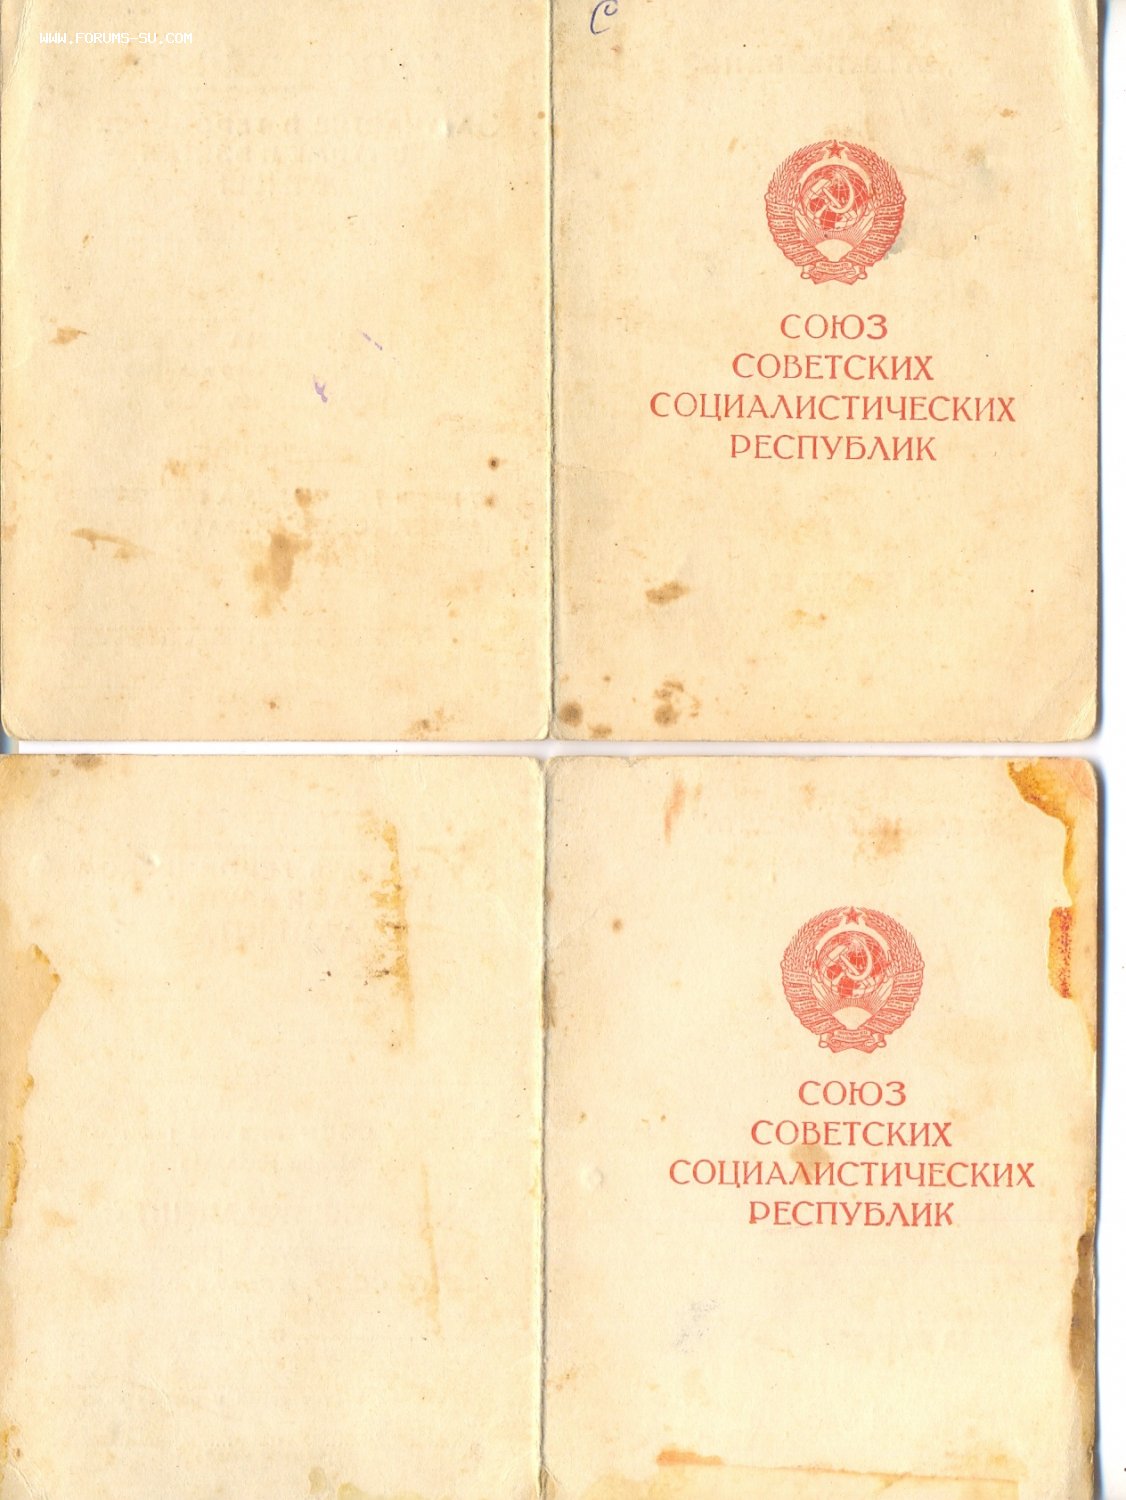 WWW.FORUMS-SU.COM
С
СОЮЗ
СОВЕТСКИХ
СОЦИАЛИСТИЧЕСКИХ
РЕСПУБЛИК
СОЮЗ
СОВЕТСКИХ
СОЦИАЛИСТИЧЕСКИХ
РЕСПУБЛИК